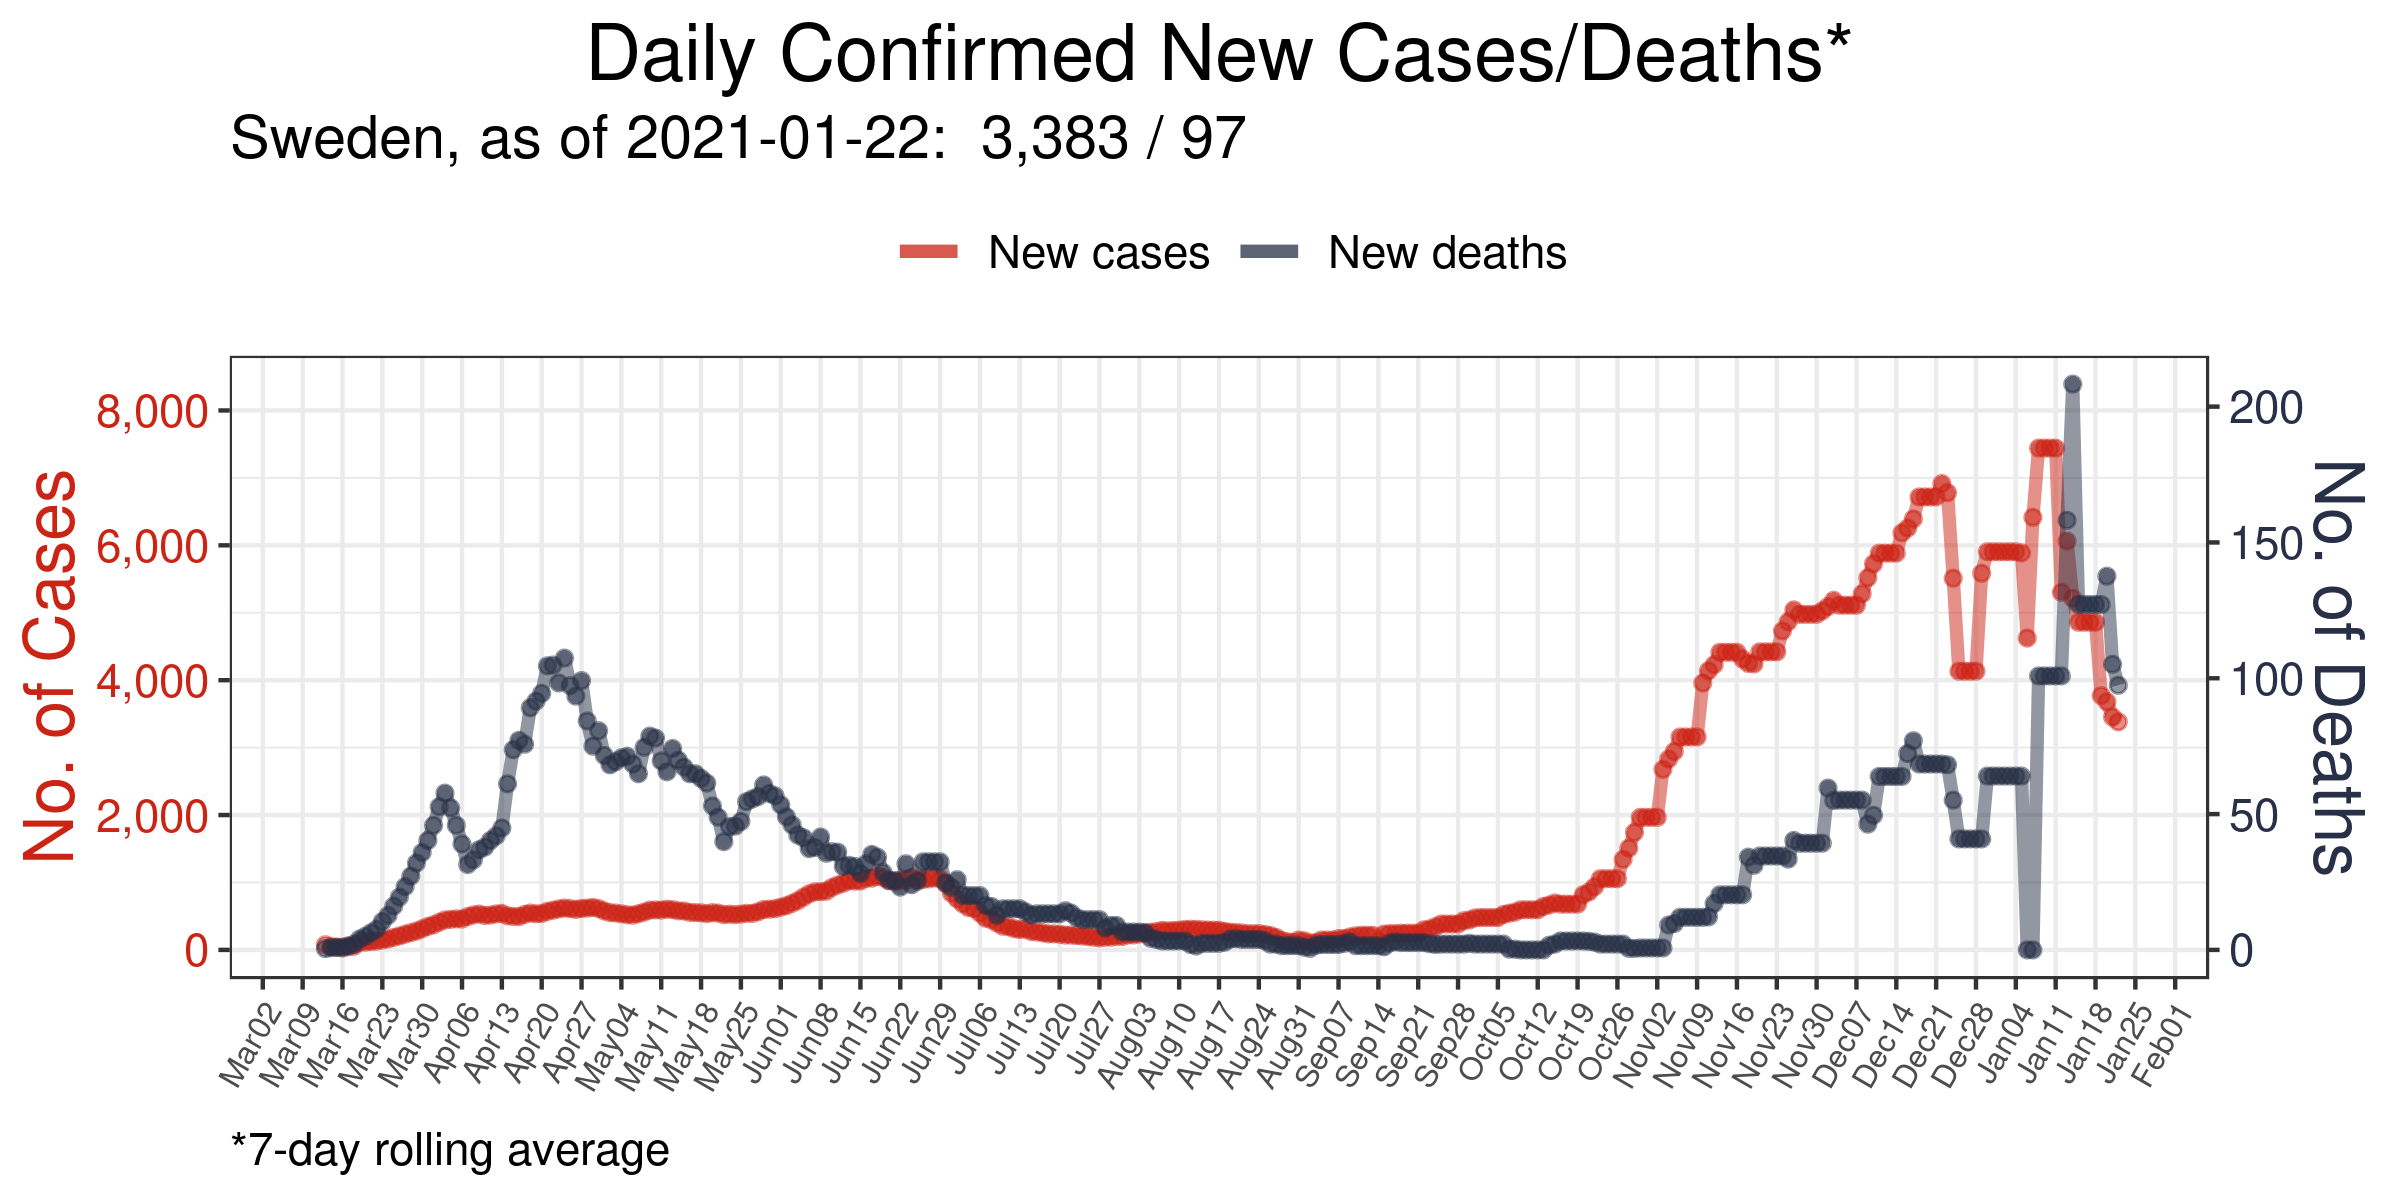 Daily Confirmed New Cases/Deaths*
Sweden, as of 2021-01-22:  3,383 / 97
New cases
New deaths
No. of Cases
8,000
6,000
4,000
2,000
0
200
150
100
50
0
No. of Deaths
Mar02
Mar09
Mar16
Mar23
Mar30
Apr06
Apr13
Apr20
Apr27
May04
May11
May18
May25
Jun01
Jun08
Jun15
Jun22
Jun29
Jul06
Jul13
Jul20
Jul27
Aug03
Aug10
Aug17
Aug24
Aug31
Sep07
Sep14
Sep21
Sep28
Oct05
Oct12
Oct19
Oct26
Nov02
Nov09
Nov16
Nov23
Nov30
Dec07
Dec14
Dec21
Dec28
Jan04
Jan11
Jan18
Jan25
Feb01
*7-day rolling average